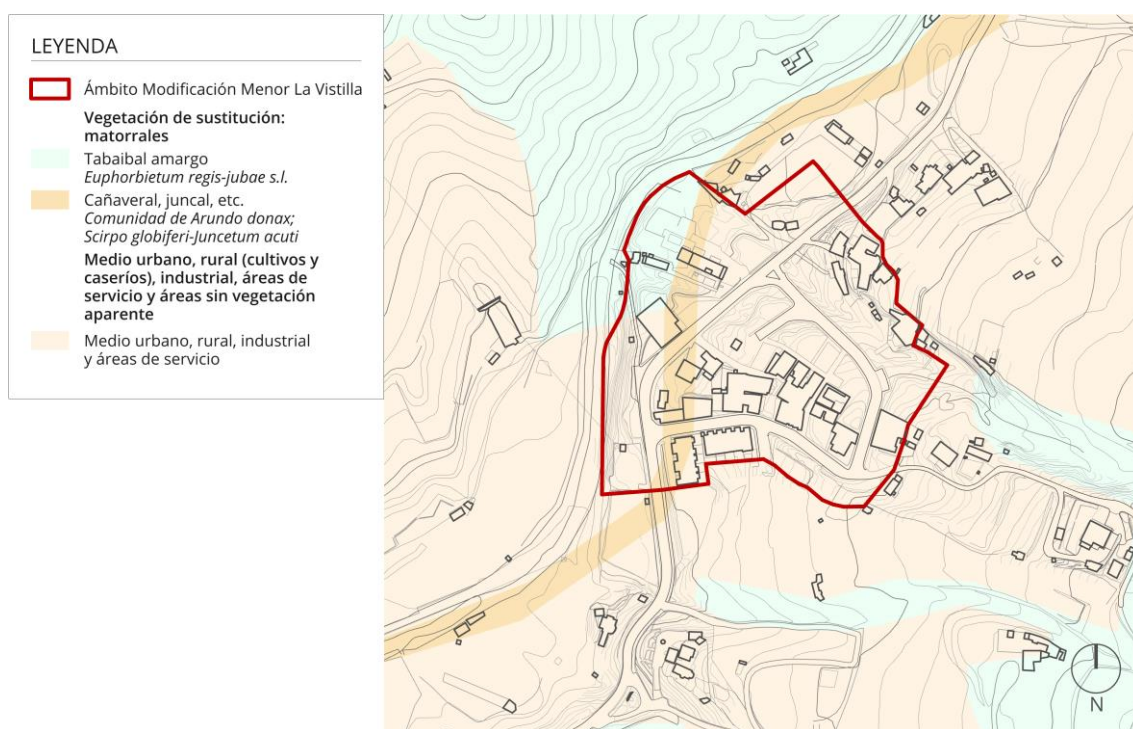 LEYENDA
Ámbito Modificación Menor La Vistilla
Vegetación de sustitución:
matorrales
Tabaibal amargo
Euphorbietum regis-jubae s.l.
Cañaveral, juncal, etc.
Comunidad de Arundo donax;
Scirpo globiferi-Juncetum acuti
Medio urbano, rural (cultivos y
caseríos), industrial, áreas de
servicio y áreas sin vegetación
aparente
Medio urbano, rural, industrial
y áreas de servicio
N